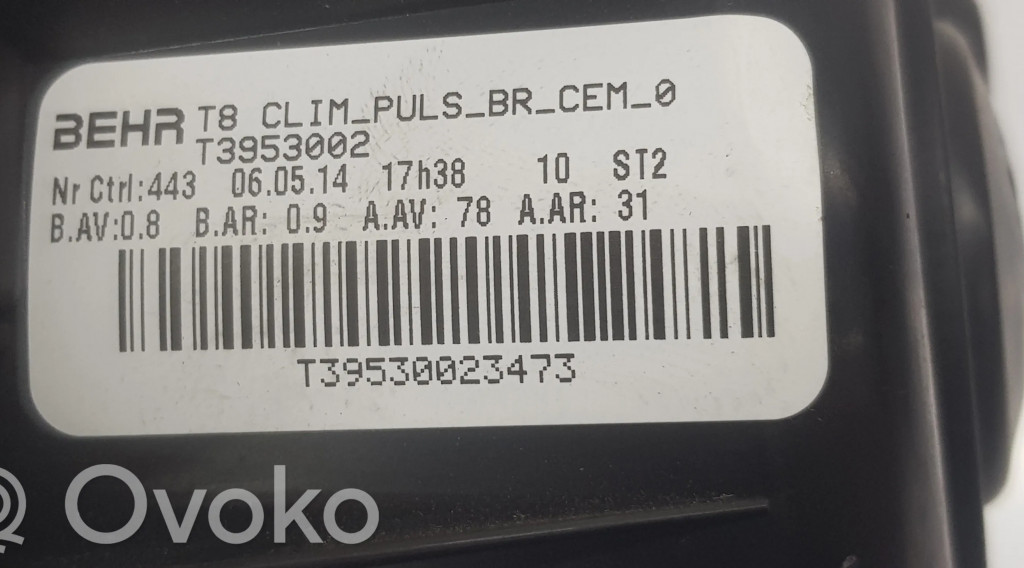 BEHR T8 CLIM_PULS_BR_CEM_0
T3953002
Nr Ctrl:443 06.05.14 17h38 10 ST2
B.AV:0.8 B.AR: 0.9 A.AV: 78 A.AR: 31
T39530023473
Ovoko